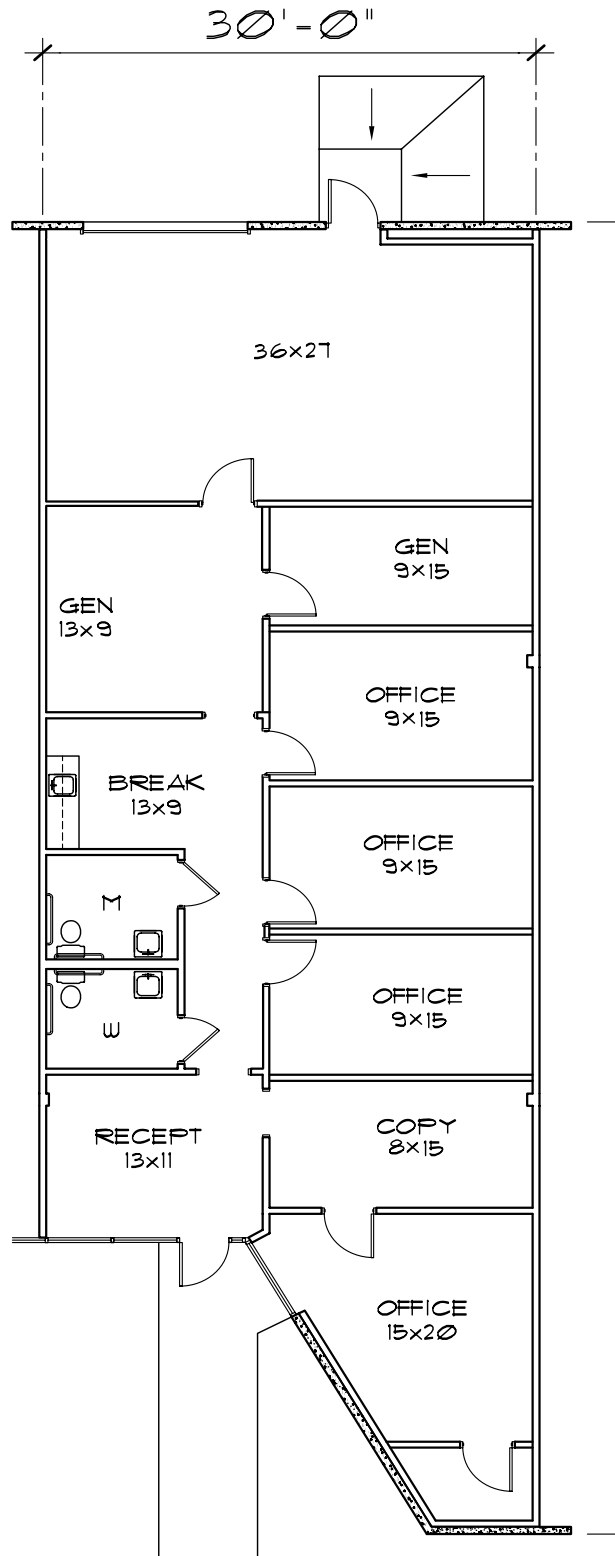 30'-0"
36x27
GEN
9x15
GEN
13x9
OFFICE
9x15
BREAK
13x9
OFFICE
9x15
M
OFFICE
9x15
W
RECEPT
13x11
COPY
8x15
OFFICE
15x20